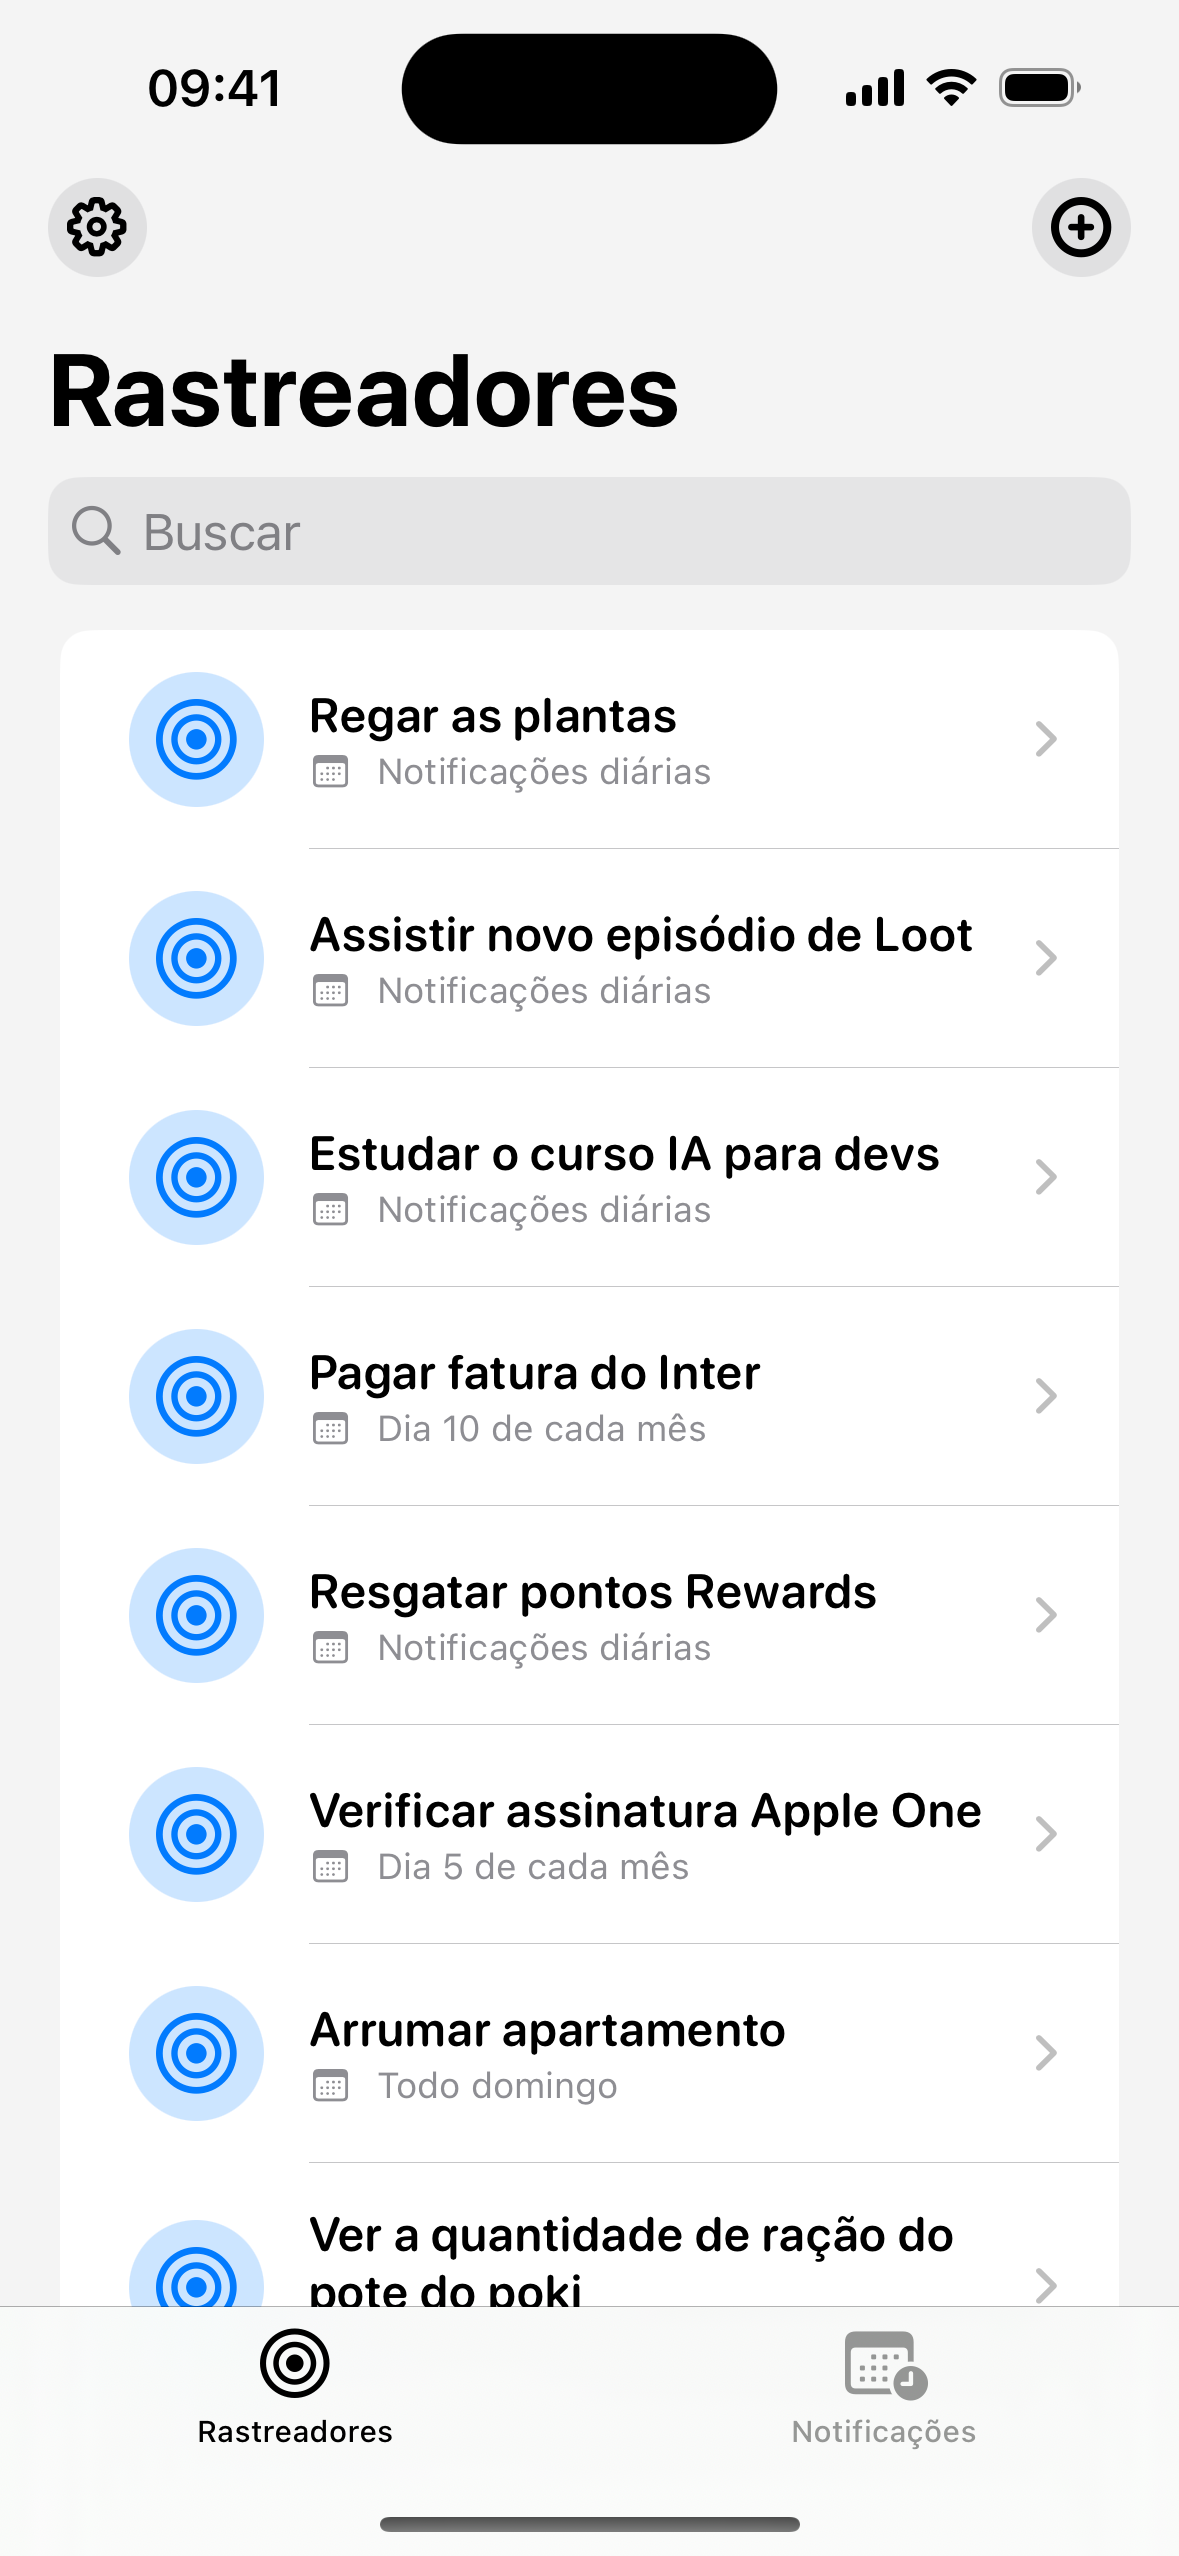 09:41
Rastreadores
Buscar
Regar as plantas
Notificações diárias
Assistir novo episódio de Loot
Notificações diárias
Estudar o curso IA para devs
Notificações diárias
Pagar fatura do Inter
Dia 10 de cada mês
Resgatar pontos Rewards
Notificações diárias
Verificar assinatura Apple One
Dia 5 de cada mês
Arrumar apartamento
Todo domingo
Ver a quantidade de ração do
pote do poki
Rastreadores
Notificações